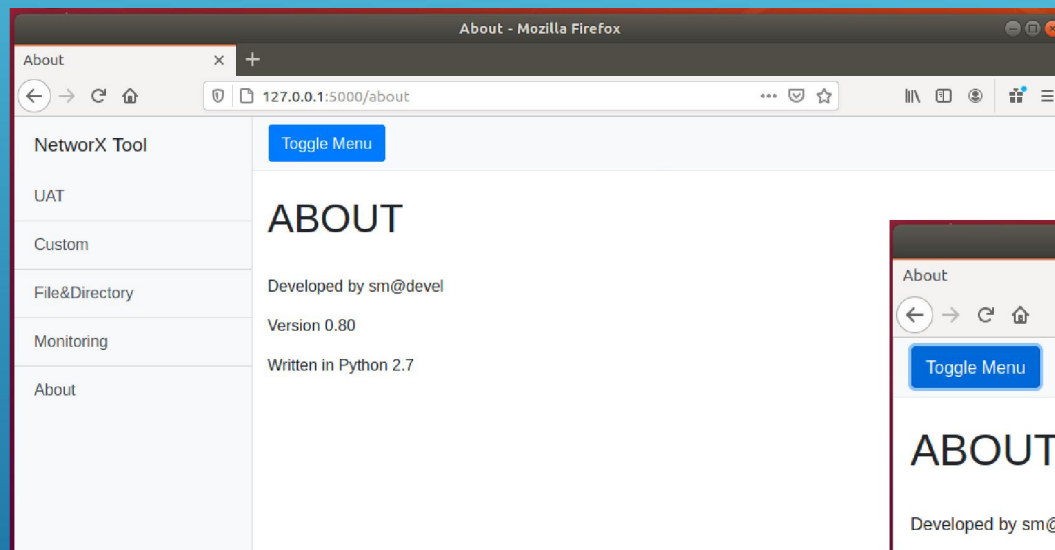 About - Mozilla Firefox
About
127.0.0.1:5000/about
NetworX Tool
Toggle Menu
UAT
Custom
File&Directory
Monitoring
About
ABOUT
Developed by sm@devel
Version 0.80
Written in Python 2.7
About
Toggle Menu
ABOUT
Developed by sm@